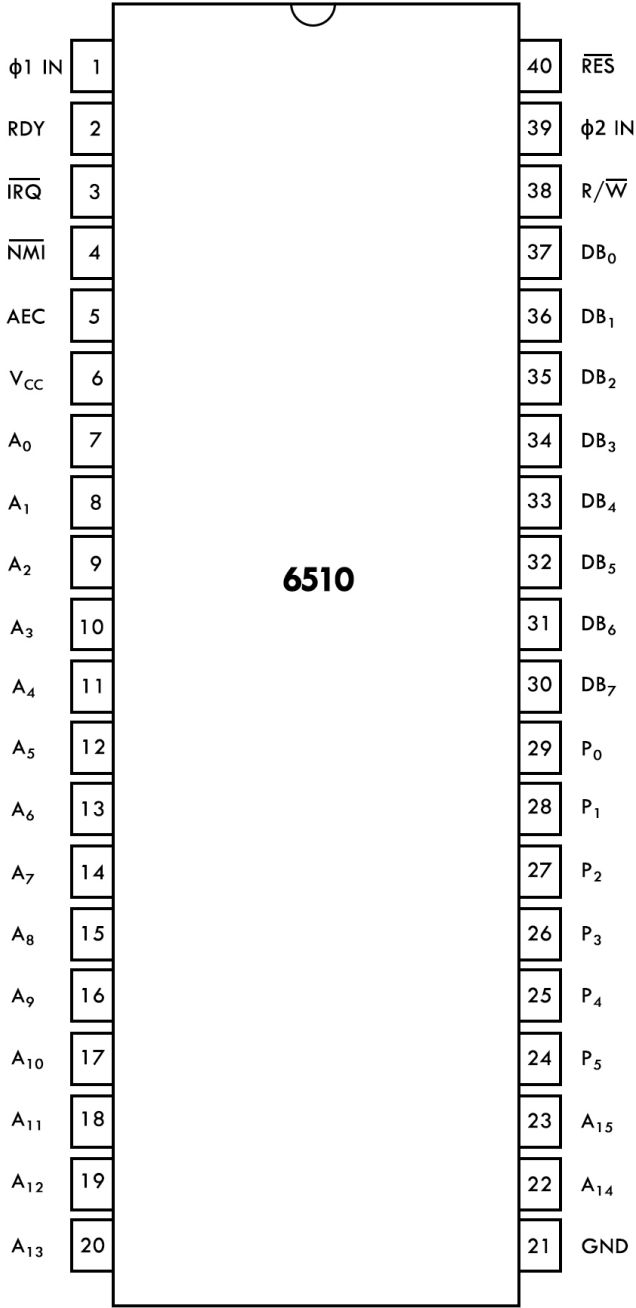 ϕ1 IN 1 40 R̅E̅S̅
RDY 2 39 ϕ2 IN
I̅R̅Q̅ 3 38 R/W̅
N̅M̅I̅ 4 37 DB₀
AEC 5 36 DB₁
V_CC 6 35 DB₂
A₀ 7 34 DB₃
A₁ 8 33 DB₄
A₂ 9 32 DB₅
6510
A₃ 10 31 DB₆
A₄ 11 30 DB₇
A₅ 12 29 P₀
A₆ 13 28 P₁
A₇ 14 27 P₂
A₈ 15 26 P₃
A₉ 16 25 P₄
A₁₀ 17 24 P₅
A₁₁ 18 23 A₁₅
A₁₂ 19 22 A₁₄
A₁₃ 20 21 GND